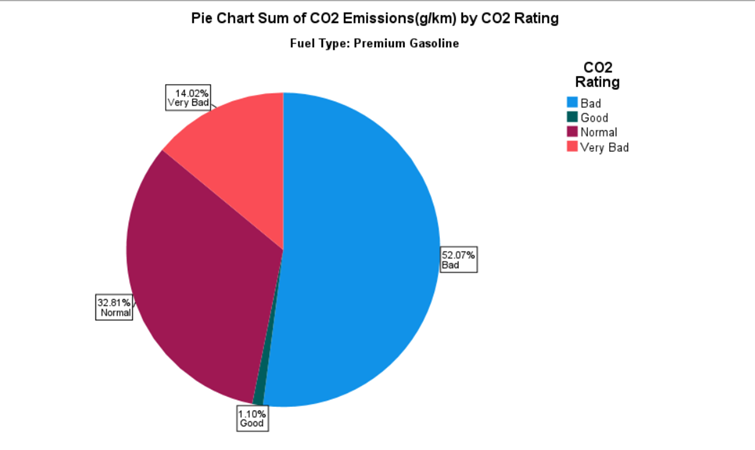 Pie Chart Sum of CO2 Emissions(g/km) by CO2 Rating
Fuel Type: Premium Gasoline
CO2
Rating
Bad
Good
Normal
Very Bad
14.02%
Very Bad
52.07%
Bad
32.81%
Normal
1.10%
Good